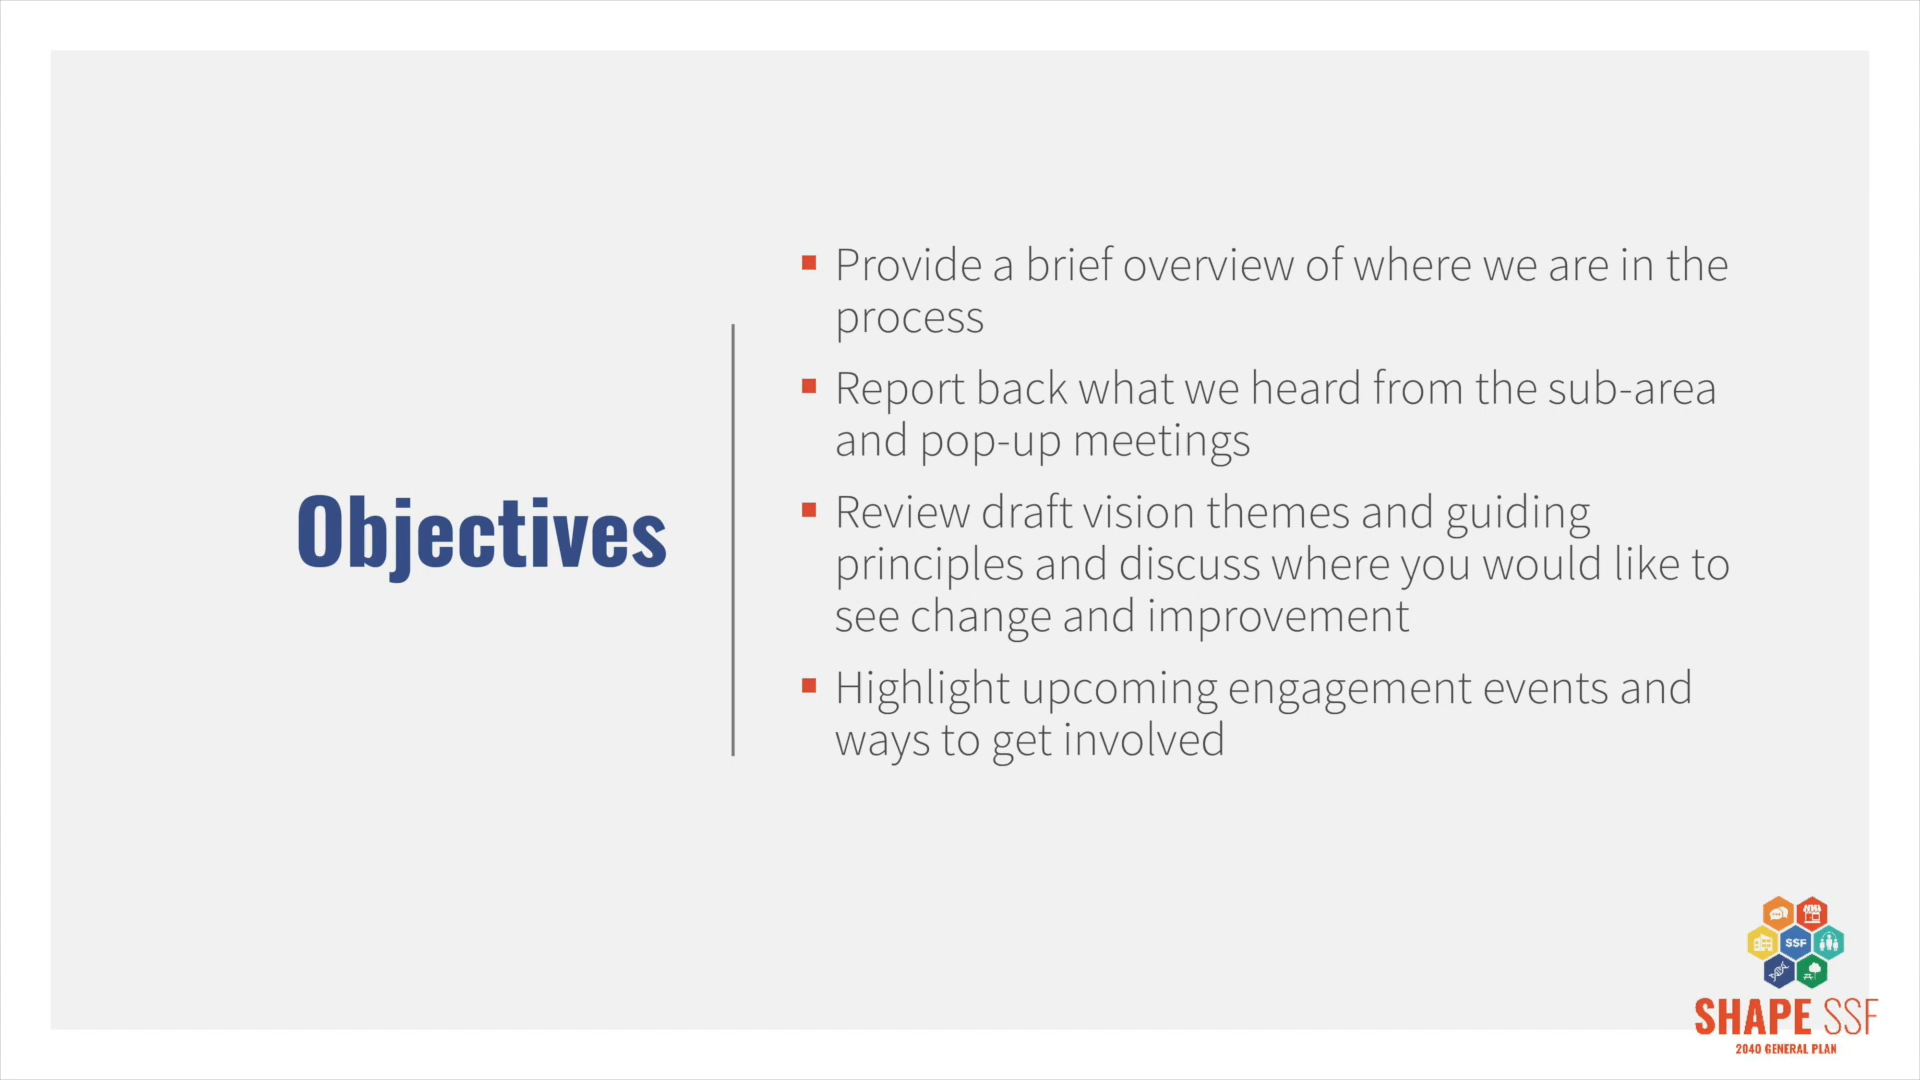 Objectives
Provide a brief overview of where we are in the
process
Report back what we heard from the sub-area
and pop-up meetings
Review draft vision themes and guiding
principles and discuss where you would like to
see change and improvement
Highlight upcoming engagement events and
ways to get involved
SSF
SHAPE SSF
2040 GENERAL PLAN